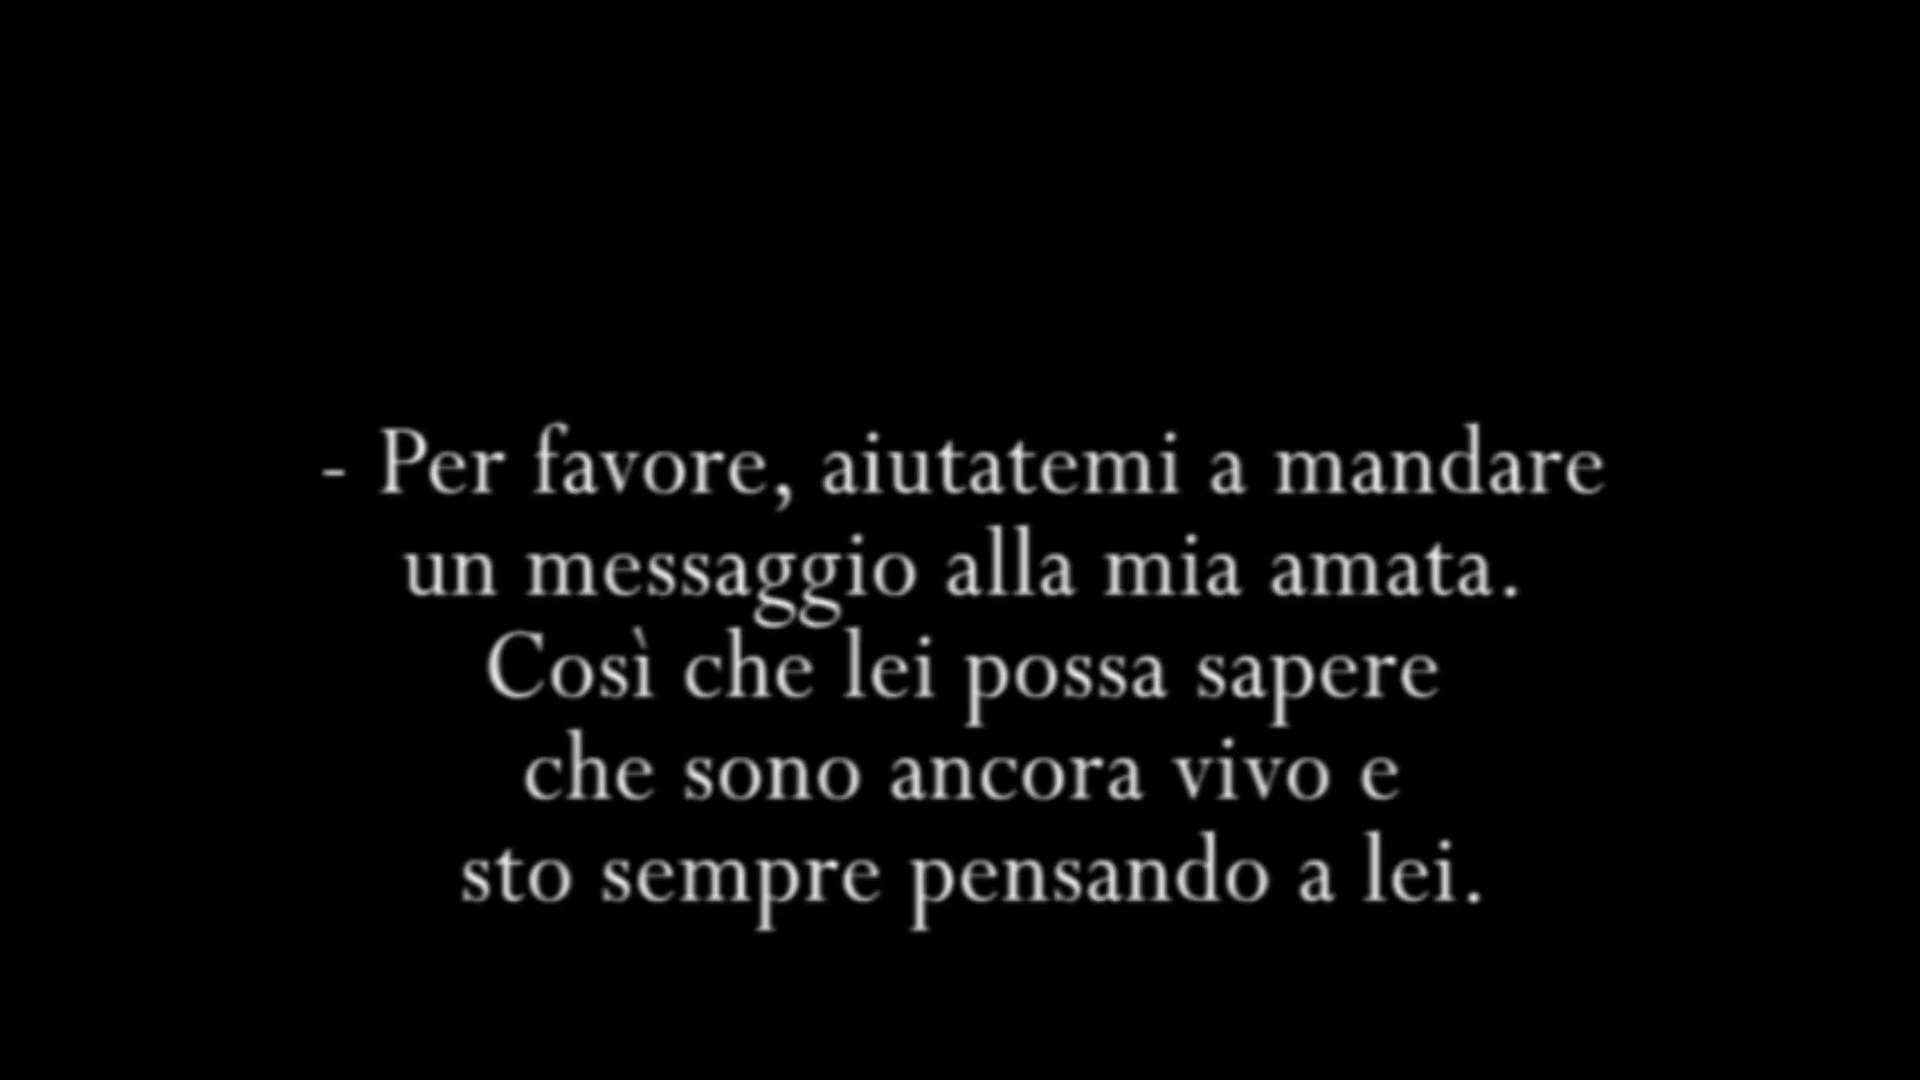 - Per favore, aiutatemi a mandare
un messaggio alla mia amata.
Così che lei possa sapere
che sono ancora vivo e
sto sempre pensando a lei.